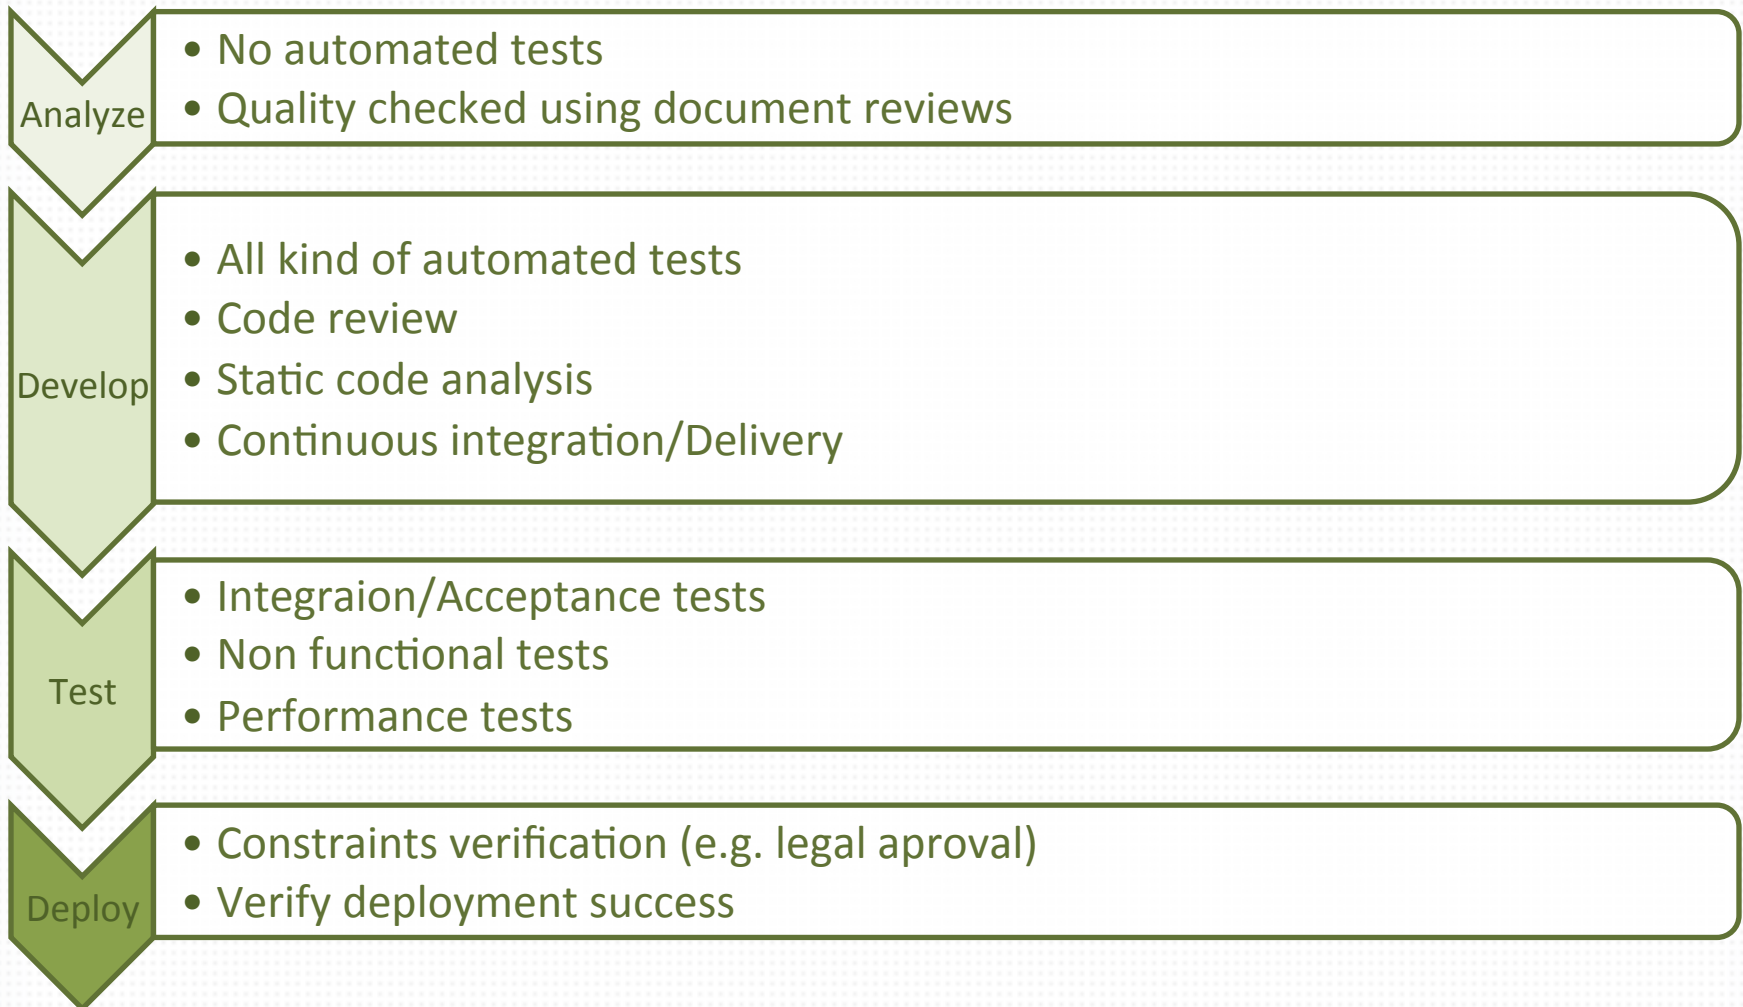 Analyze
• No automated tests
• Quality checked using document reviews
Develop
• All kind of automated tests
• Code review
• Static code analysis
• Continuous integration/Delivery
Test
• Integraion/Acceptance tests
• Non functional tests
• Performance tests
Deploy
• Constraints verification (e.g. legal aproval)
• Verify deployment success